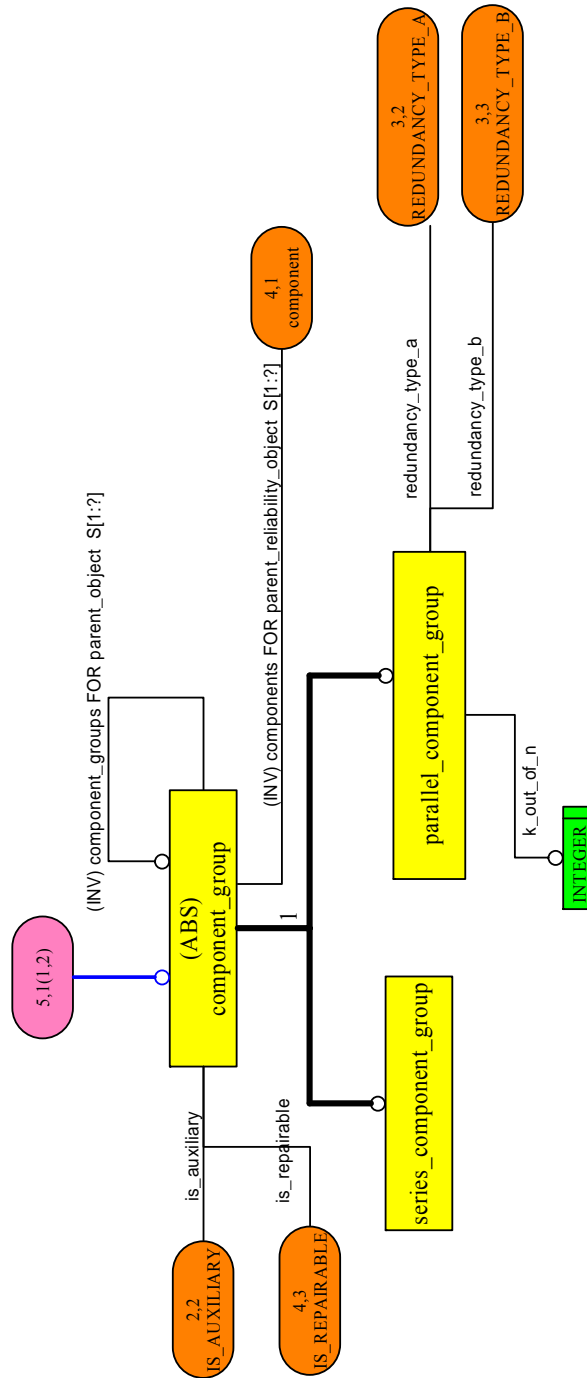 5,1(1,2)
(INV) component_groups FOR parent_object S[1:?]
2,2
IS_AUXILIARY
is_auxiliary
(ABS)
component_group
4,3
IS_REPAIRABLE
is_repairable
1
(INV) components FOR parent_reliability_object S[1:?]
4,1
component
series_component_group
parallel_component_group
redundancy_type_a
3,2
REDUNDANCY_TYPE_A
redundancy_type_b
3,3
REDUNDANCY_TYPE_B
k_out_of_n
INTEGER